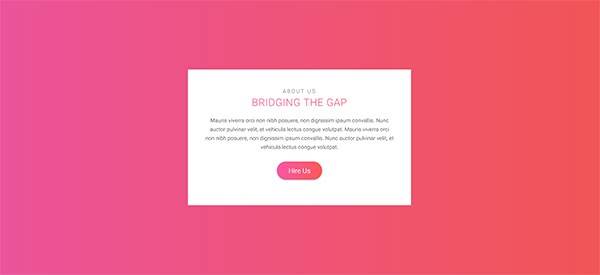 ABOUT US
BRIDGING THE GAP
Mauris viverra orci non nibh posuere, non dignissim ipsum convallis. Nunc
auctor pulvinar velit, et vehicula lectus congue volutpat. Mauris viverra orci
non nibh posuere, non dignissim ipsum convallis. Nunc auctor pulvinar velit, et
vehicula lectus congue volutpat.
Hire Us